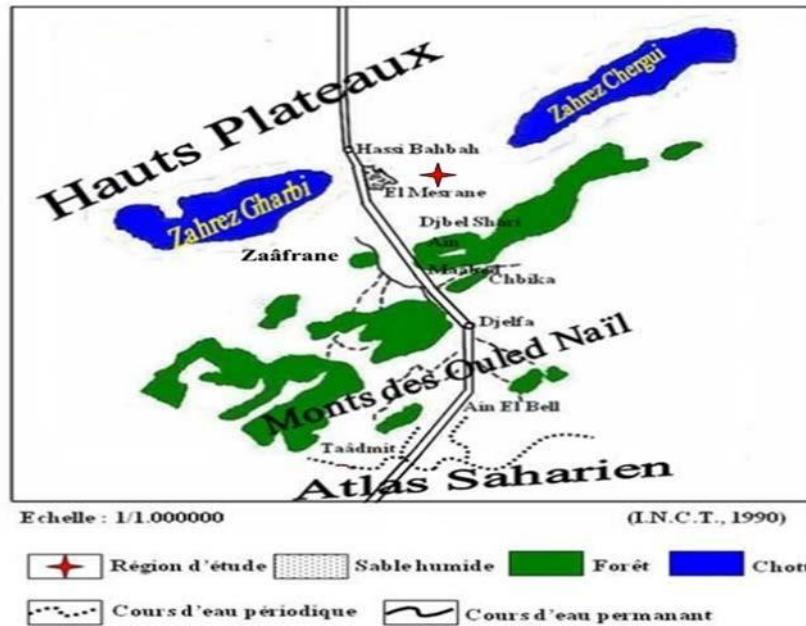 Hauts Plateaux
Zahrez Chergui
Hassi Bahbah
El Mesrane
Zahrez Gharbi
Djbel Shari
Ain
Zaâfrane
Maabed
Chbika
Djelfa
Monts des Ouled Naïl
Ain El Bell
Taâdmit
Atlas Saharien
Echelle : 1/1.000000
(I.N.C.T., 1990)
Région d'étude
Sable humide
Forêt
Chott
Cours d'eau périodique
Cours d'eau permanant